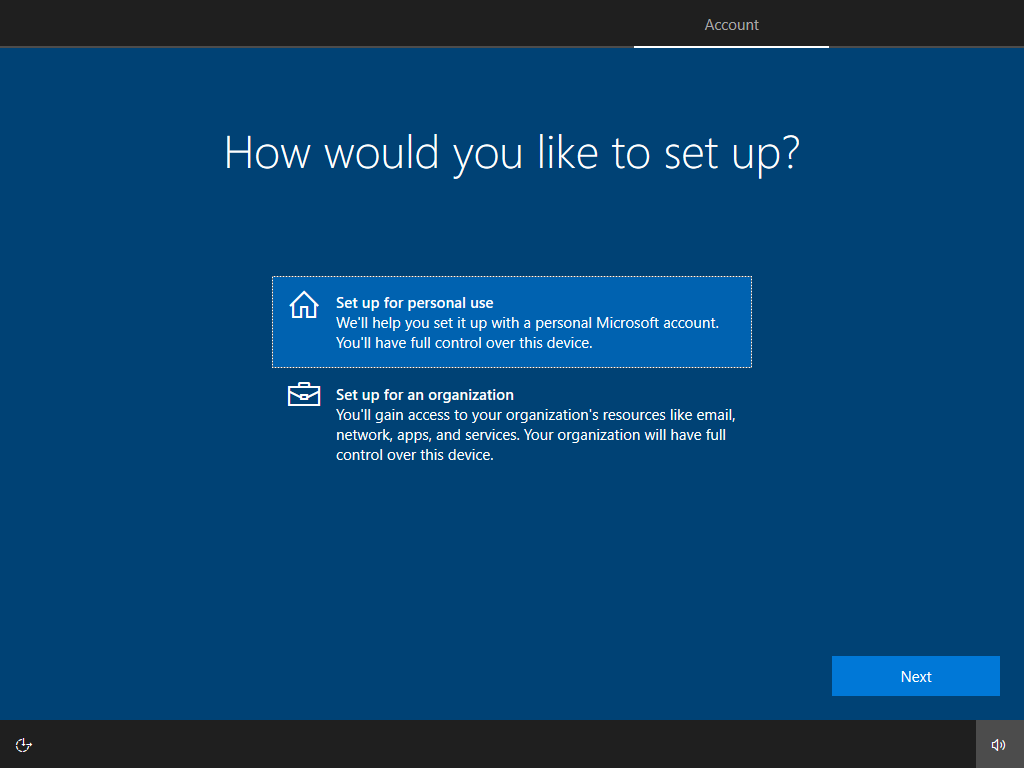 Account
How would you like to set up?
Set up for personal use
We'll help you set it up with a personal Microsoft account.
You'll have full control over this device.
Set up for an organization
You'll gain access to your organization's resources like email,
network, apps, and services. Your organization will have full
control over this device.
Next